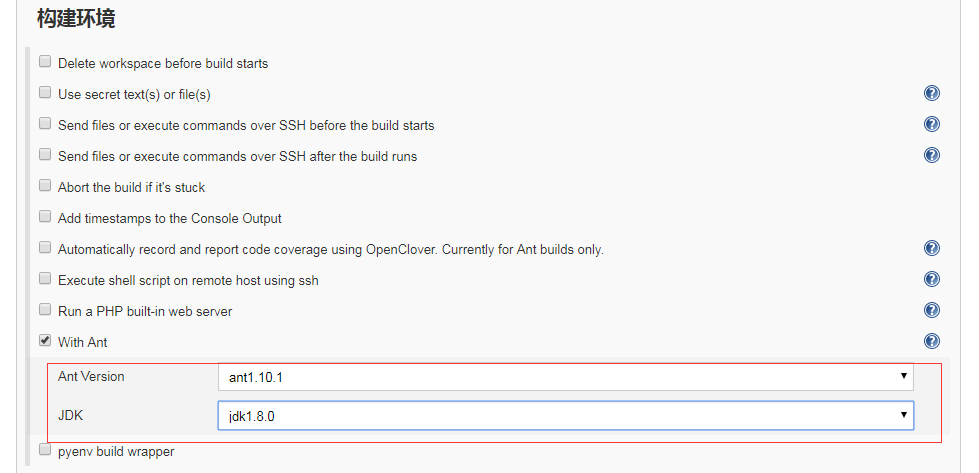 构建环境
Delete workspace before build starts
Use secret text(s) or file(s)
Send files or execute commands over SSH before the build starts
Send files or execute commands over SSH after the build runs
Abort the build if it's stuck
Add timestamps to the Console Output
Automatically record and report code coverage using OpenClover. Currently for Ant builds only.
Execute shell script on remote host using ssh
Run a PHP built-in web server
With Ant
Ant Version ant1.10.1
JDK jdk1.8.0
pyenv build wrapper